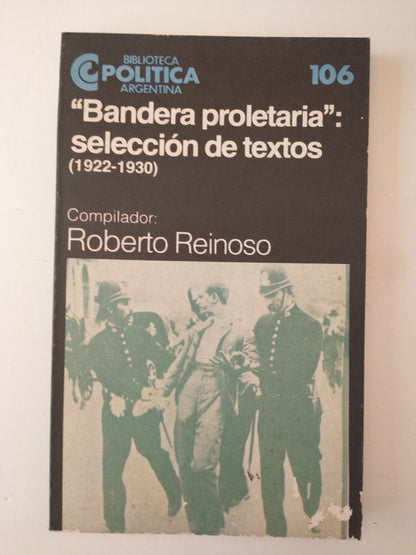 BIBLIOTECA
POLITICA
ARGENTINA
106
“Bandera proletaria”:
selección de textos
(1922-1930)
Compilador:
Roberto Reinoso